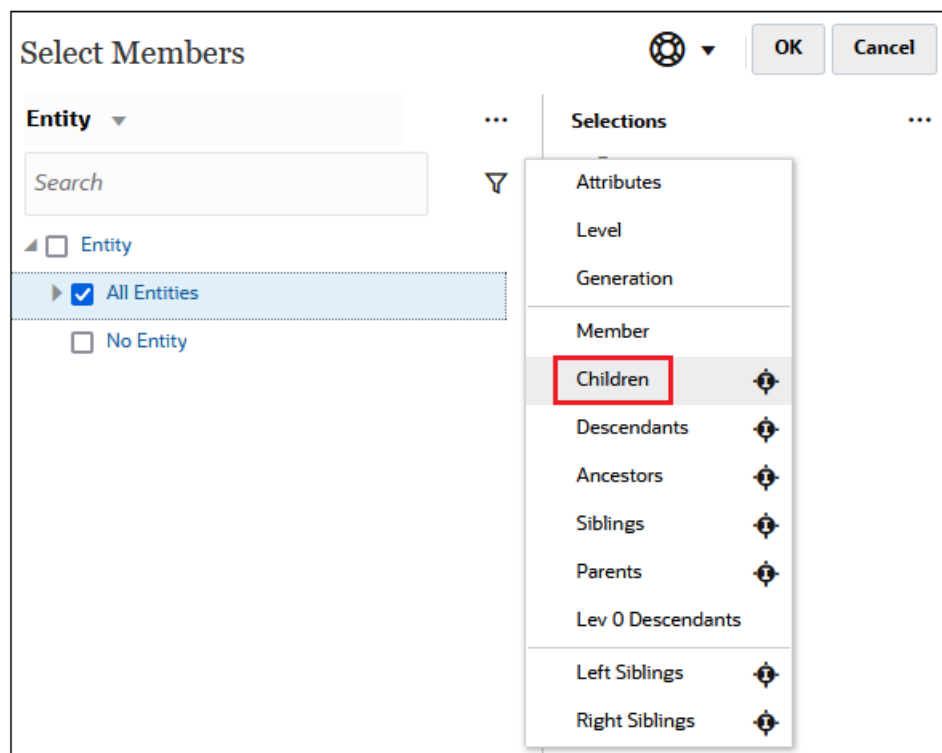 Select Members
OK
Cancel
Entity
...
Selections
...
Search
Entity
All Entities
No Entity
Attributes
Level
Generation
Member
Children
Descendants
Ancestors
Siblings
Parents
Lev 0 Descendants
Left Siblings
Right Siblings